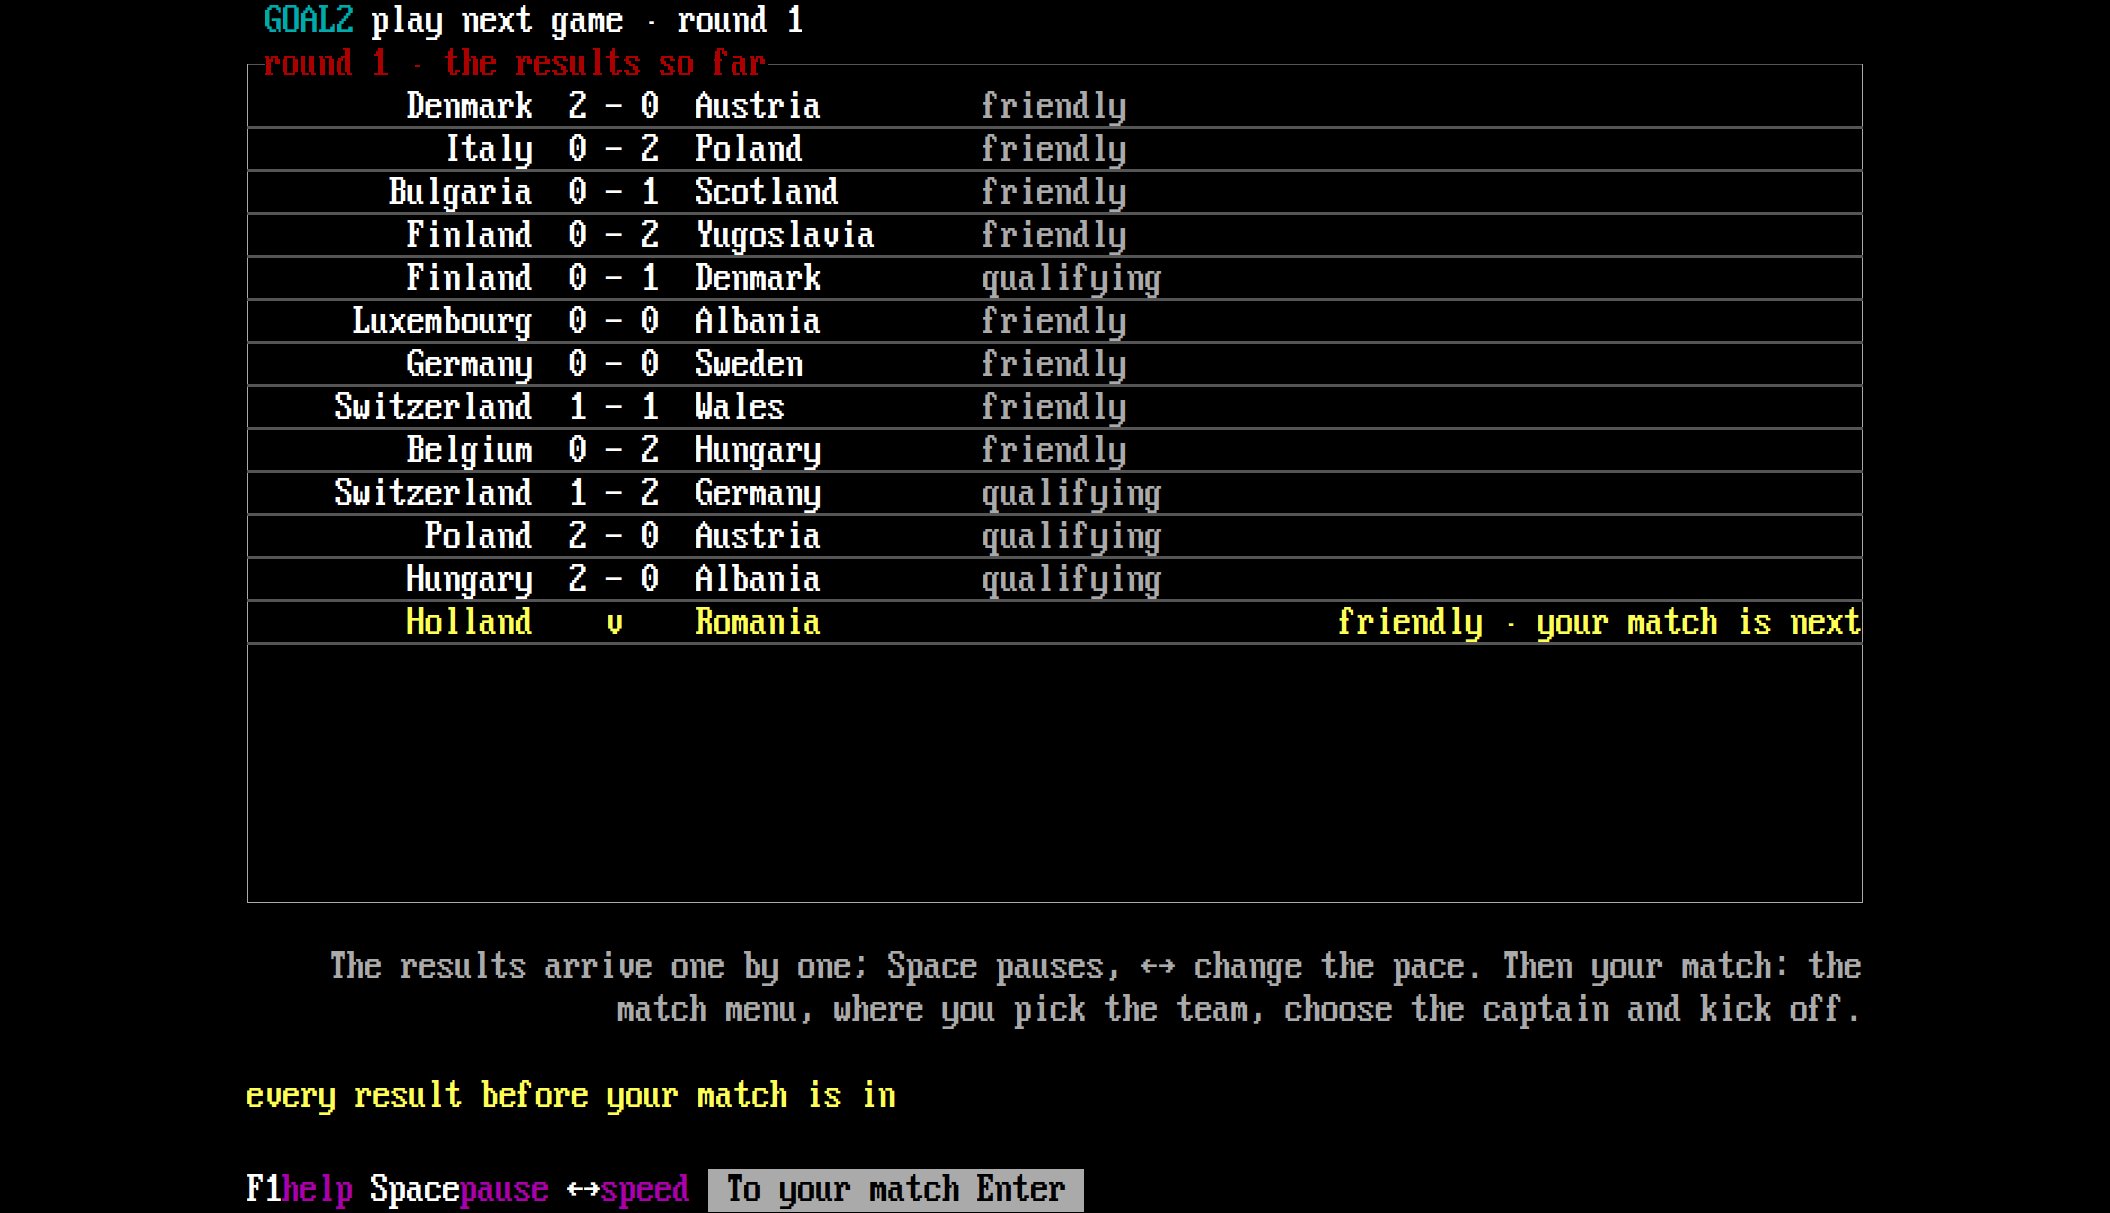 GOAL2 play next game · round 1
round 1 · the results so far
Denmark 2 - 0 Austria friendly
Italy 0 - 2 Poland friendly
Bulgaria 0 - 1 Scotland friendly
Finland 0 - 2 Yugoslavia friendly
Finland 0 - 1 Denmark qualifying
Luxembourg 0 - 0 Albania friendly
Germany 0 - 0 Sweden friendly
Switzerland 1 - 1 Wales friendly
Belgium 0 - 2 Hungary friendly
Switzerland 1 - 2 Germany qualifying
Poland 2 - 0 Austria qualifying
Hungary 2 - 0 Albania qualifying
Holland v Romania friendly · your match is next
The results arrive one by one; Space pauses, ↔ change the pace. Then your match: the
match menu, where you pick the team, choose the captain and kick off.
every result before your match is in
F1help Spacepause ↔speed To your match Enter